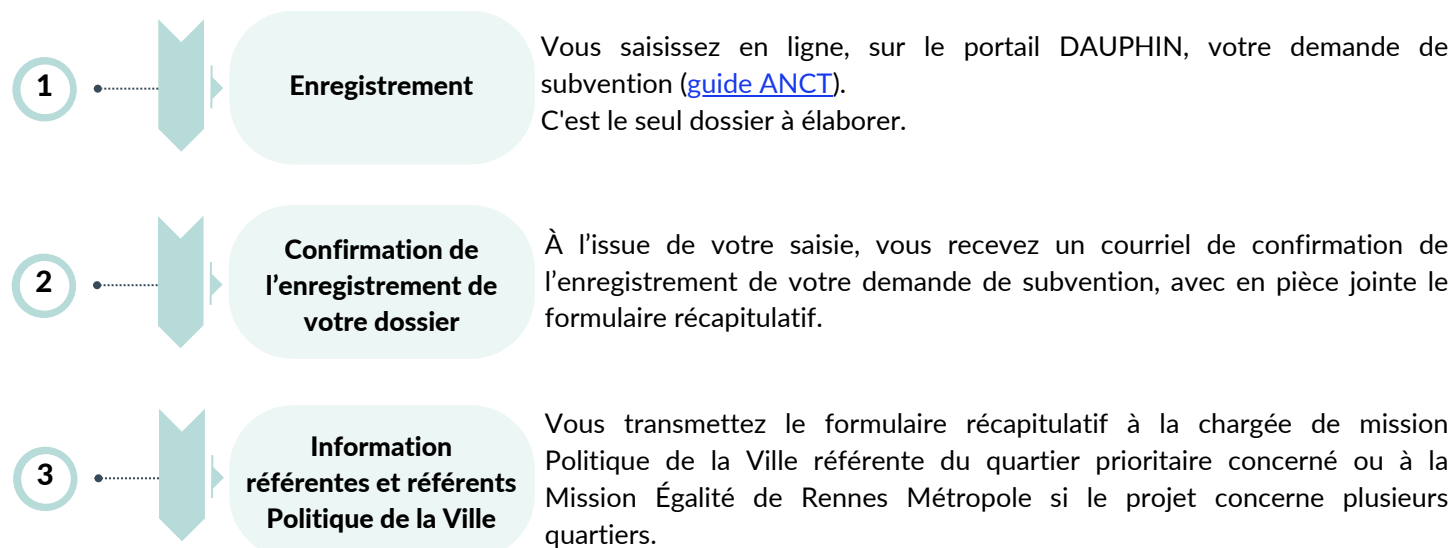 1
Enregistrement
Vous saisissez en ligne, sur le portail DAUPHIN, votre demande de
subvention (guide ANCT).
C'est le seul dossier à élaborer.
2
Confirmation de
l’enregistrement de
votre dossier
À l’issue de votre saisie, vous recevez un courriel de confirmation de
l’enregistrement de votre demande de subvention, avec en pièce jointe le
formulaire récapitulatif.
3
Information
référentes et référents
Politique de la Ville
Vous transmettez le formulaire récapitulatif à la chargée de mission
Politique de la Ville référente du quartier prioritaire concerné ou à la
Mission Égalité de Rennes Métropole si le projet concerne plusieurs
quartiers.